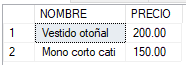 NOMBRE PRECIO
1 Vestido otoñal 200.00
2 Mono corto cati 150.00